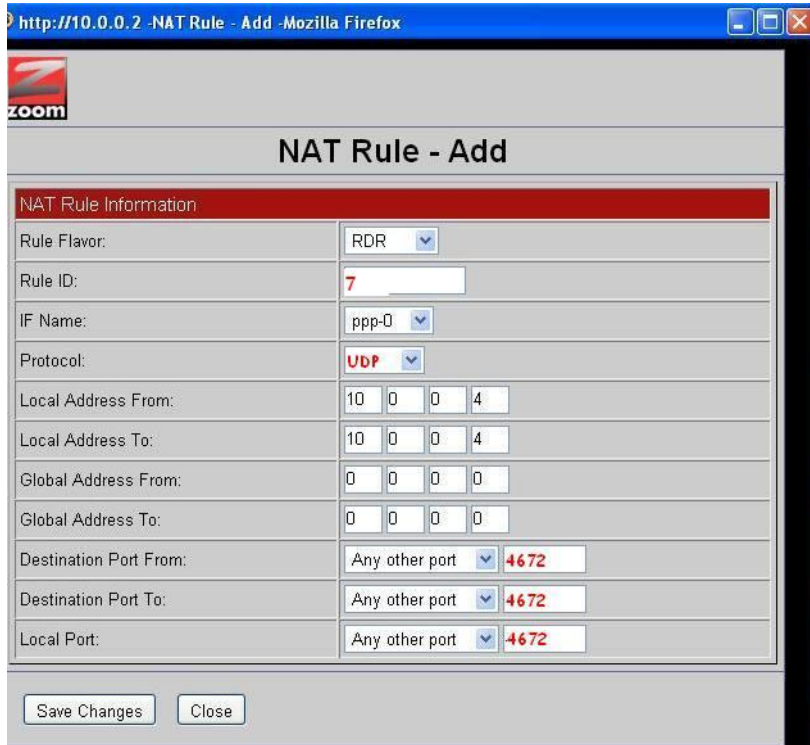 http://10.0.0.2 -NAT Rule - Add -Mozilla Firefox
Z
zoom
NAT Rule - Add
NAT Rule Information
Rule Flavor: RDR
Rule ID: 7
IF Name: ppp-0
Protocol: UDP
Local Address From: 10 0 0 4
Local Address To: 10 0 0 4
Global Address From: 0 0 0 0
Global Address To: 0 0 0 0
Destination Port From: Any other port 4672
Destination Port To: Any other port 4672
Local Port: Any other port 4672
Save Changes Close